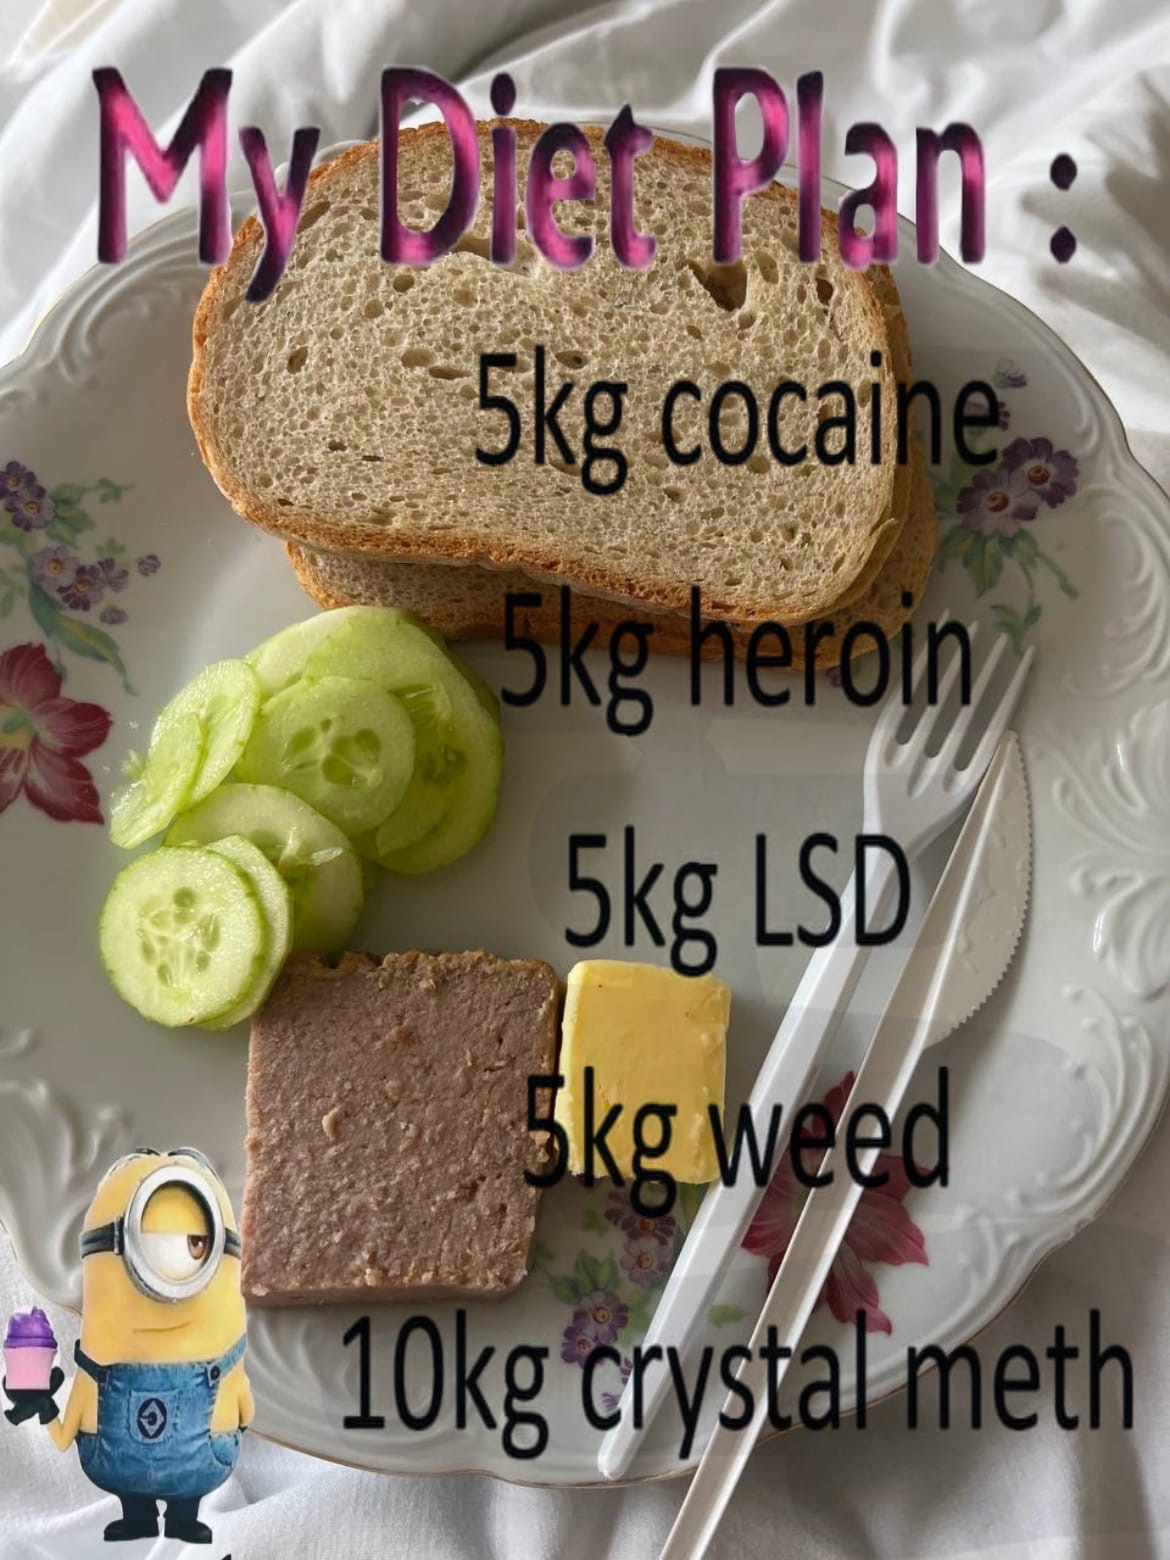 My Diet Plan :
5kg cocaine
5kg heroin
5kg LSD
5kg weed
10kg crystal meth